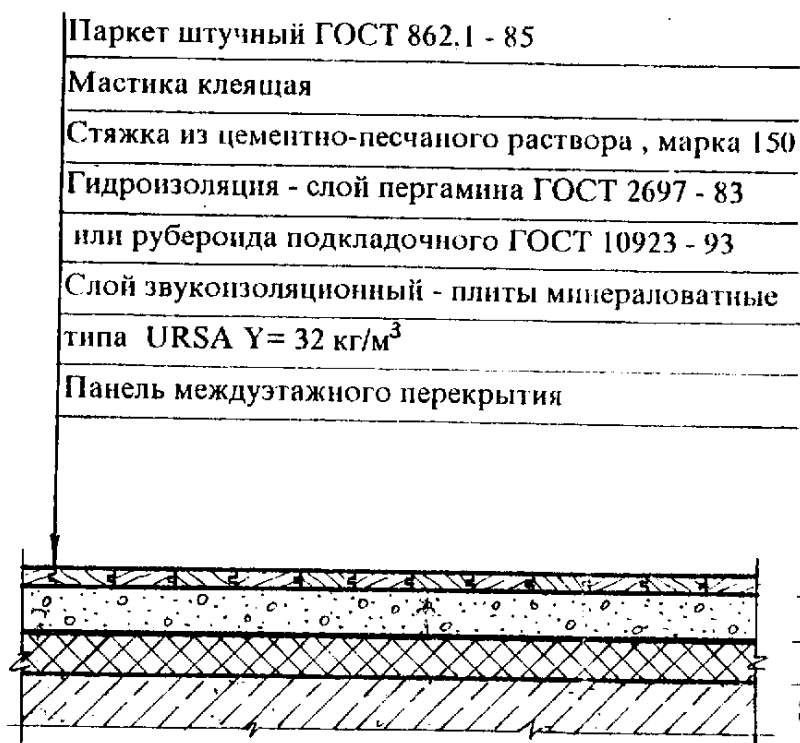 Паркет штучный ГОСТ 862.1 - 85
Мастика клеящая
Стяжка из цементно-песчаного раствора , марка 150
Гидроизоляция - слой пергамина ГОСТ 2697 - 83
или рубероида подкладочного ГОСТ 10923 - 93
Слой звукоизоляционный - плиты минераловатные
типа URSA Y= 32 кг/м³
Панель междуэтажного перекрытия